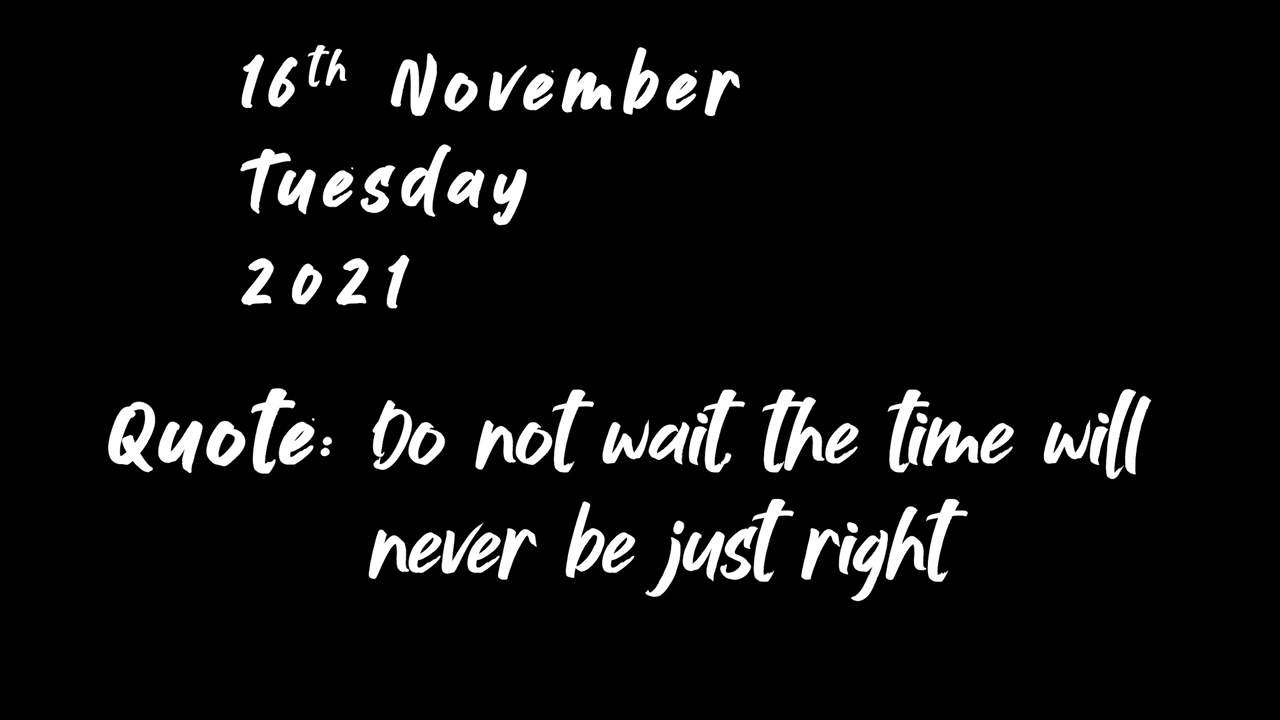 16th November
Tuesday
2021
Quote: Do not wait, the time will
never be just right